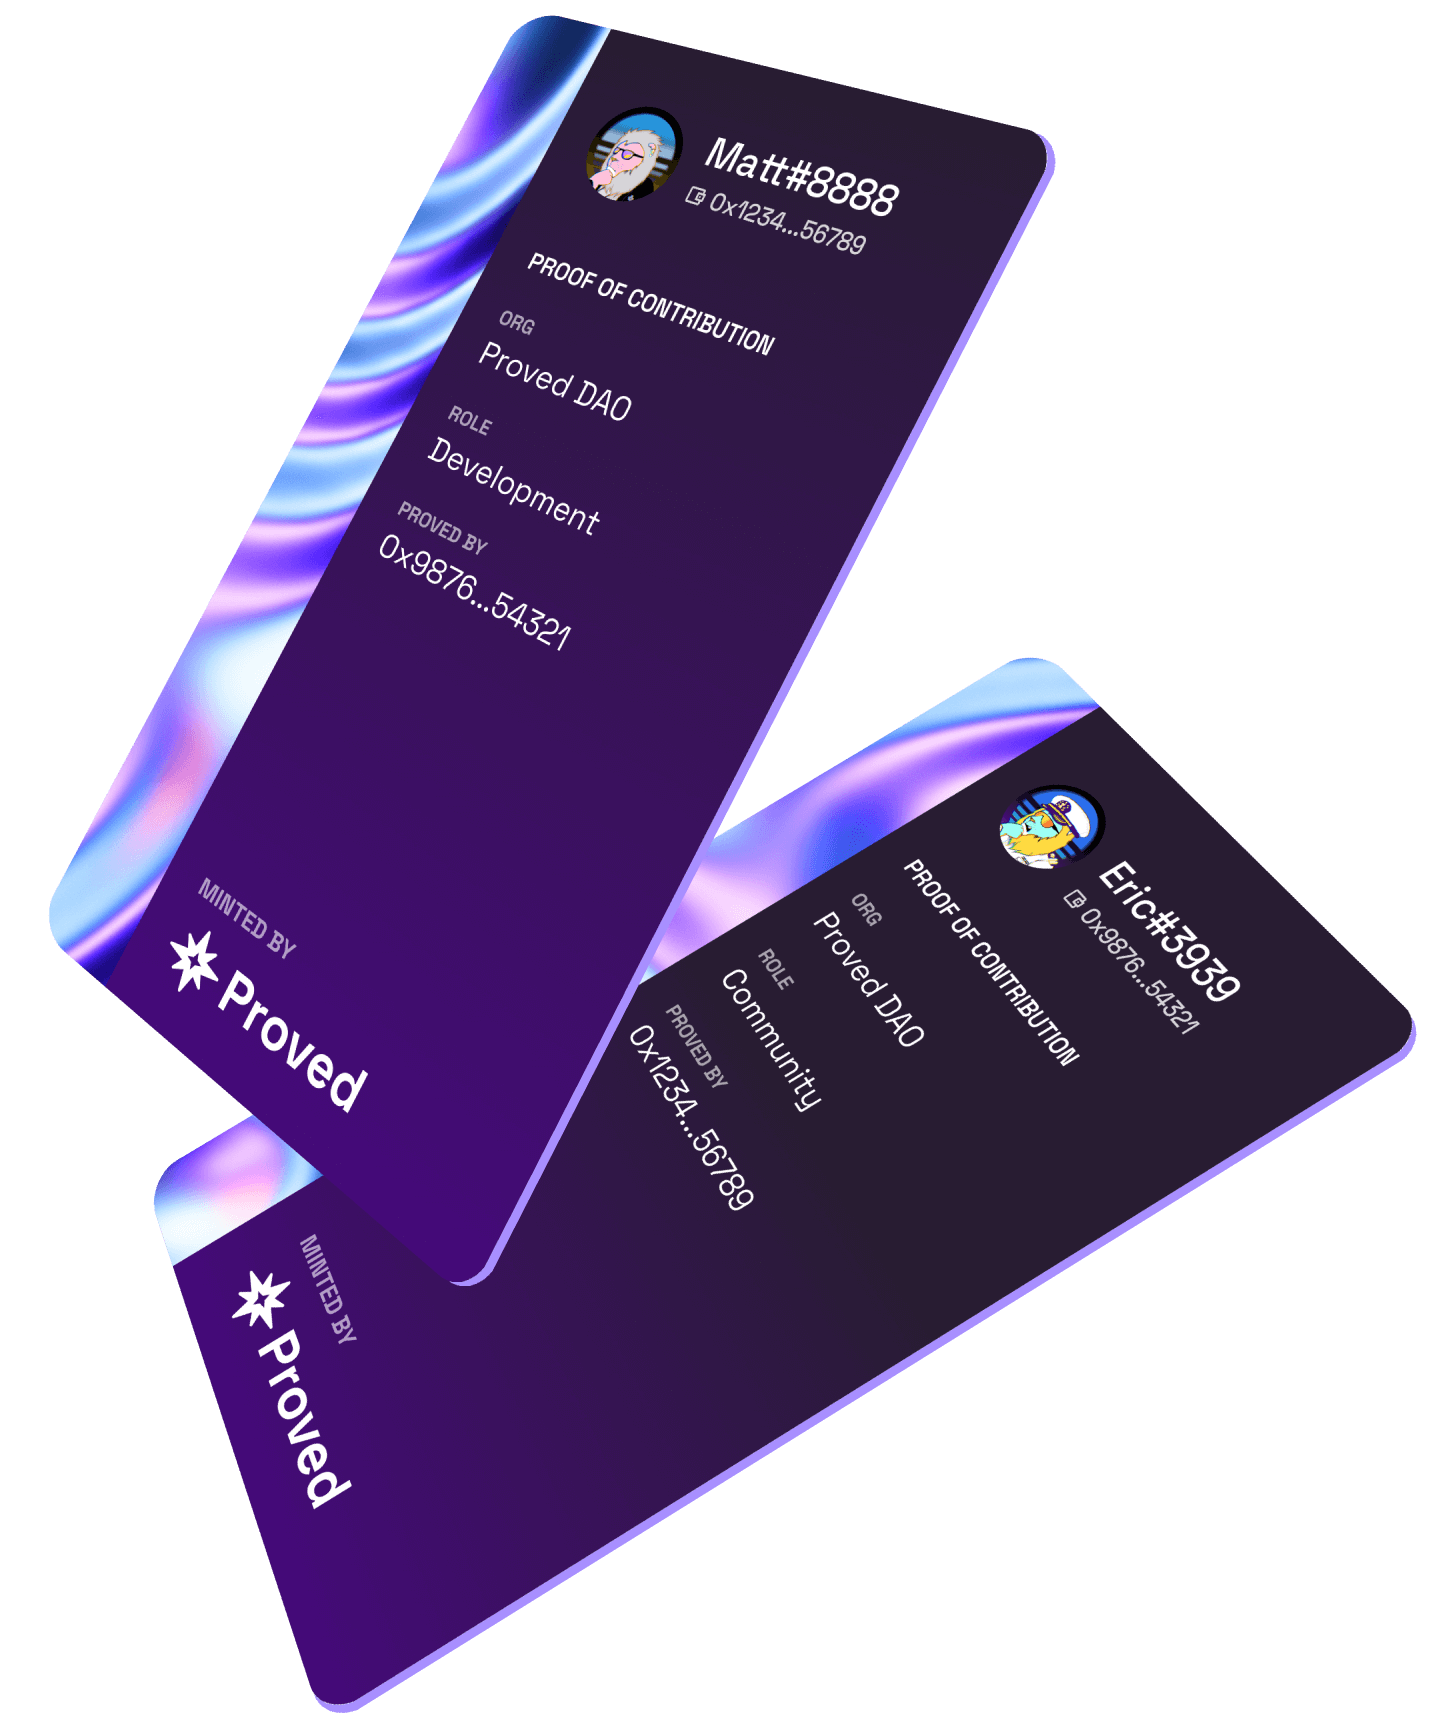 Matt#8888
0x1234...56789
PROOF OF CONTRIBUTION
ORG
Proved DAO
ROLE
Development
PROVED BY
0x9876...54321
MINTED BY
Proved
Eric#3939
0x9876...54321
PROOF OF CONTRIBUTION
ORG
Proved DAO
ROLE
Community
PROVED BY
0x1234...56789
MINTED BY
Proved